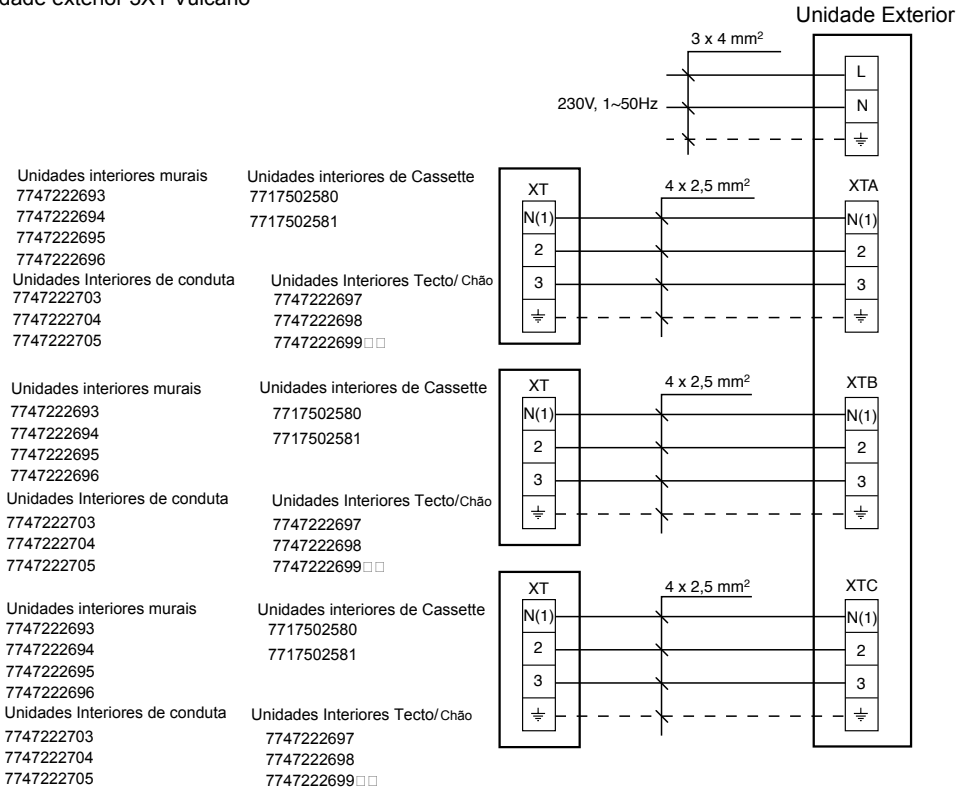 Unidade Exterior
3 x 4 mm²
L
230V, 1~50Hz
N
Unidades interiores murais
7747222693
7747222694
7747222695
7747222696
Unidades interiores de Cassette
7717502580
7717502581
Unidades Interiores de conduta
7747222703
7747222704
7747222705
Unidades Interiores Tecto/ Chão
7747222697
7747222698
7747222699□□
XT
4 x 2,5 mm²
XTA
N(1)
N(1)
2
2
3
3
Unidades interiores murais
7747222693
7747222694
7747222695
7747222696
Unidades interiores de Cassette
7717502580
7717502581
Unidades Interiores de conduta
7747222703
7747222704
7747222705
Unidades Interiores Tecto/Chão
7747222697
7747222698
7747222699□□
XT
4 x 2,5 mm²
XTB
N(1)
N(1)
2
2
3
3
Unidades interiores murais
7747222693
7747222694
7747222695
7747222696
Unidades interiores de Cassette
7717502580
7717502581
Unidades Interiores de conduta
7747222703
7747222704
7747222705
Unidades Interiores Tecto/Chão
7747222697
7747222698
7747222699□□
XT
4 x 2,5 mm²
XTC
N(1)
N(1)
2
2
3
3